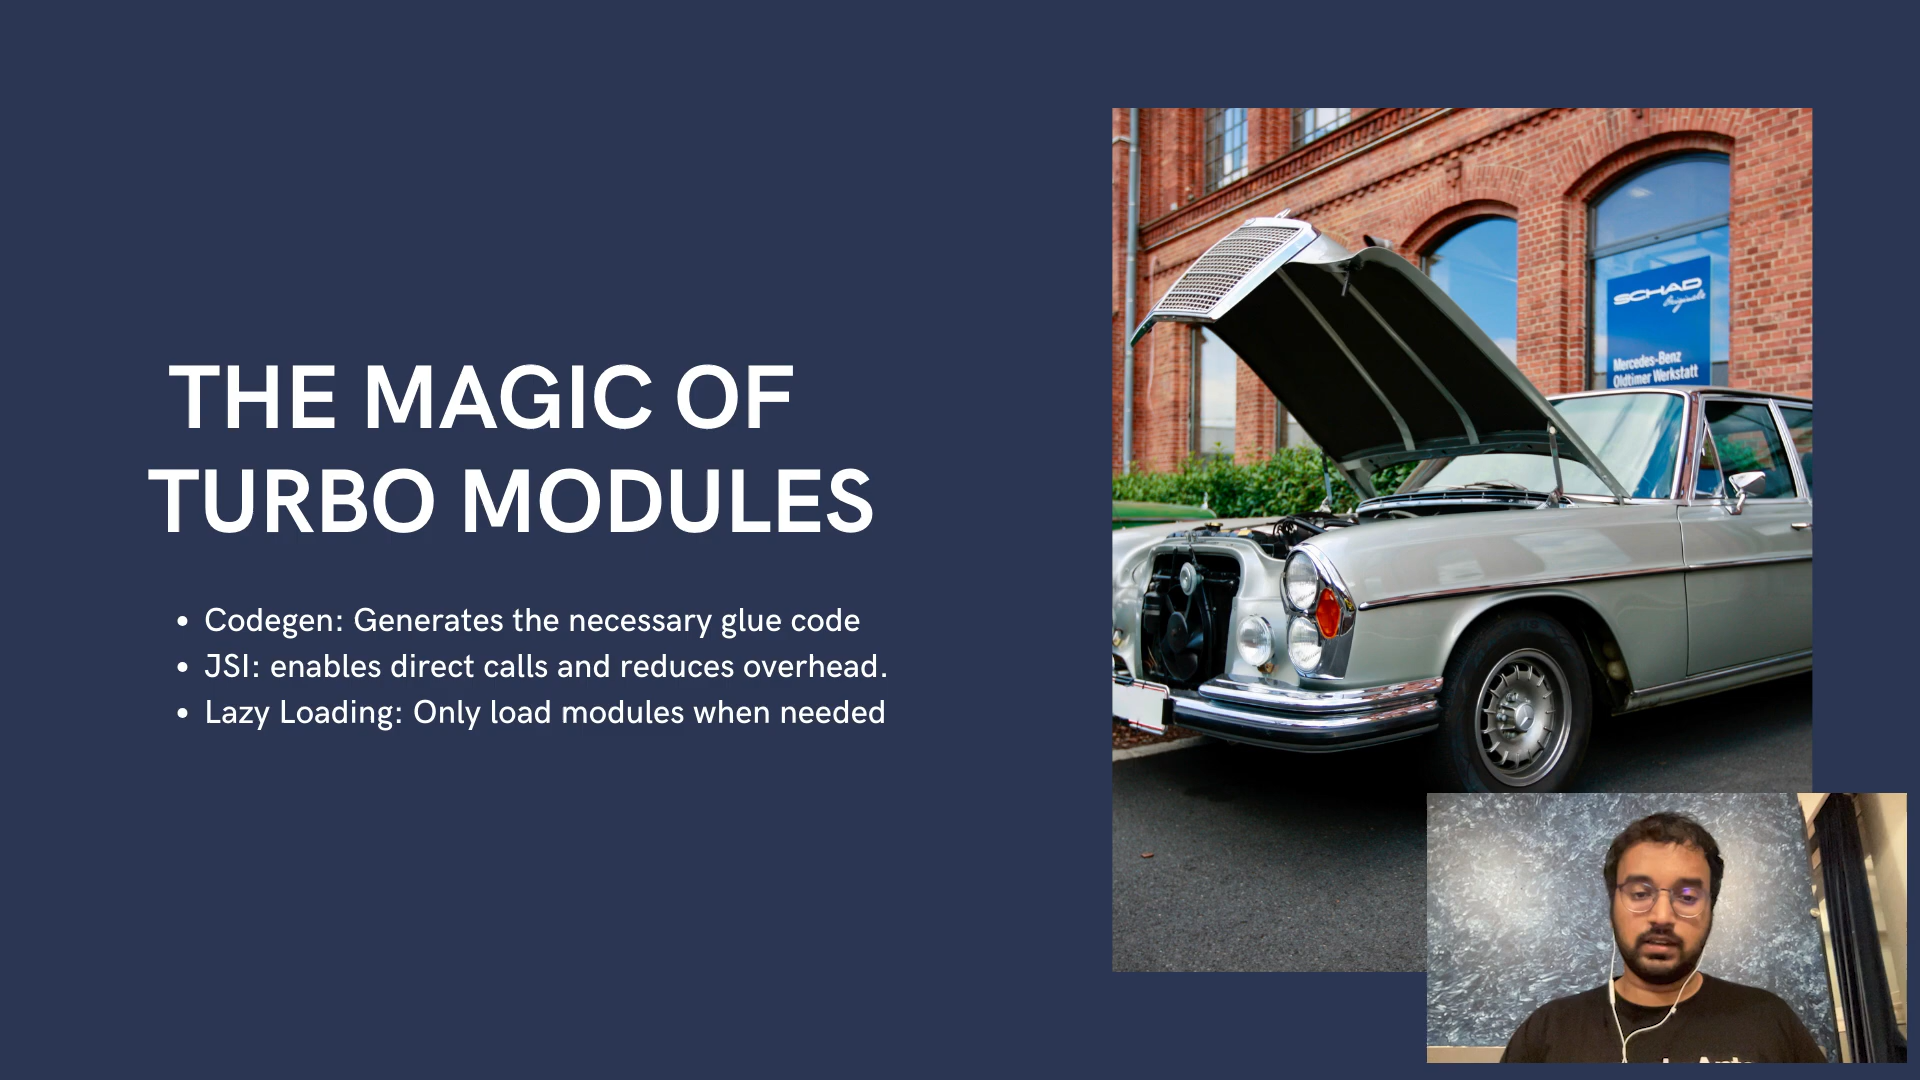 THE MAGIC OF
TURBO MODULES
• Codegen: Generates the necessary glue code
• JSI: enables direct calls and reduces overhead.
• Lazy Loading: Only load modules when needed
SCHAD
Originale
Mercedes-Benz
Oldtimer Werkstatt